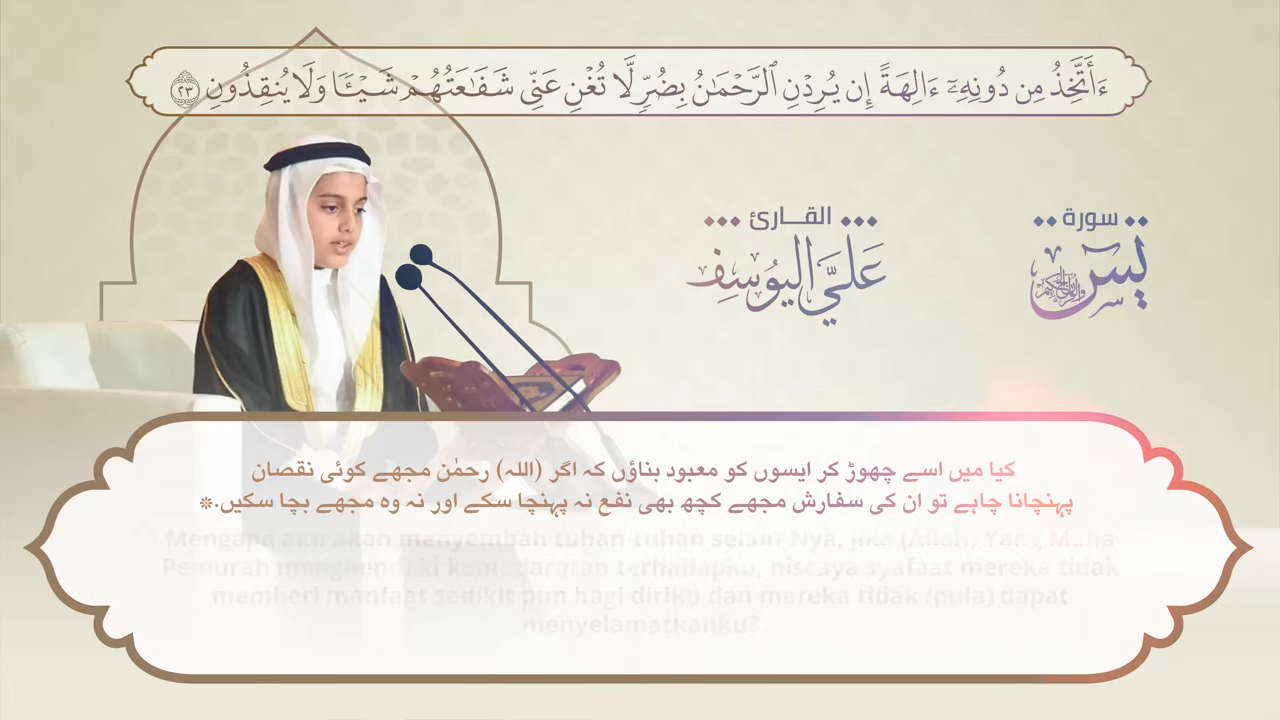 ءَأَتَّخِذُ مِن دُونِهِۦٓ ءَالِهَةً إِن يُرِدْنِ ٱلرَّحْمَـٰنُ بِضُرٍّ لَّا تُغْنِ عَنِّى شَفَـٰعَتُهُمْ شَيْـًٔا وَلَا يُنقِذُونِ ٢٣
سورة
يس
والقرآن الحكيم
القارئ
عَلَي اليُوسِف
کیا میں اسے چھوڑ کر ایسوں کو معبود بناؤں کہ اگر (اللہ) رحمٰن مجھے کوئی نقصان
پہنچانا چاہے تو ان کی سفارش مجھے کچھ بھی نفع نہ پہنچا سکے اور نہ وہ مجھے بچا سکیں.※
Mengapa aku akan menyembah tuhan-tuhan selain Nya, jika (Allah) Yang Maha
Pemurah menghendaki kemudaratan terhadapku, niscaya syafaat mereka tidak
memberi manfaat sedikit pun bagi diriku dan mereka tidak (pula) dapat
menyelamatkanku?